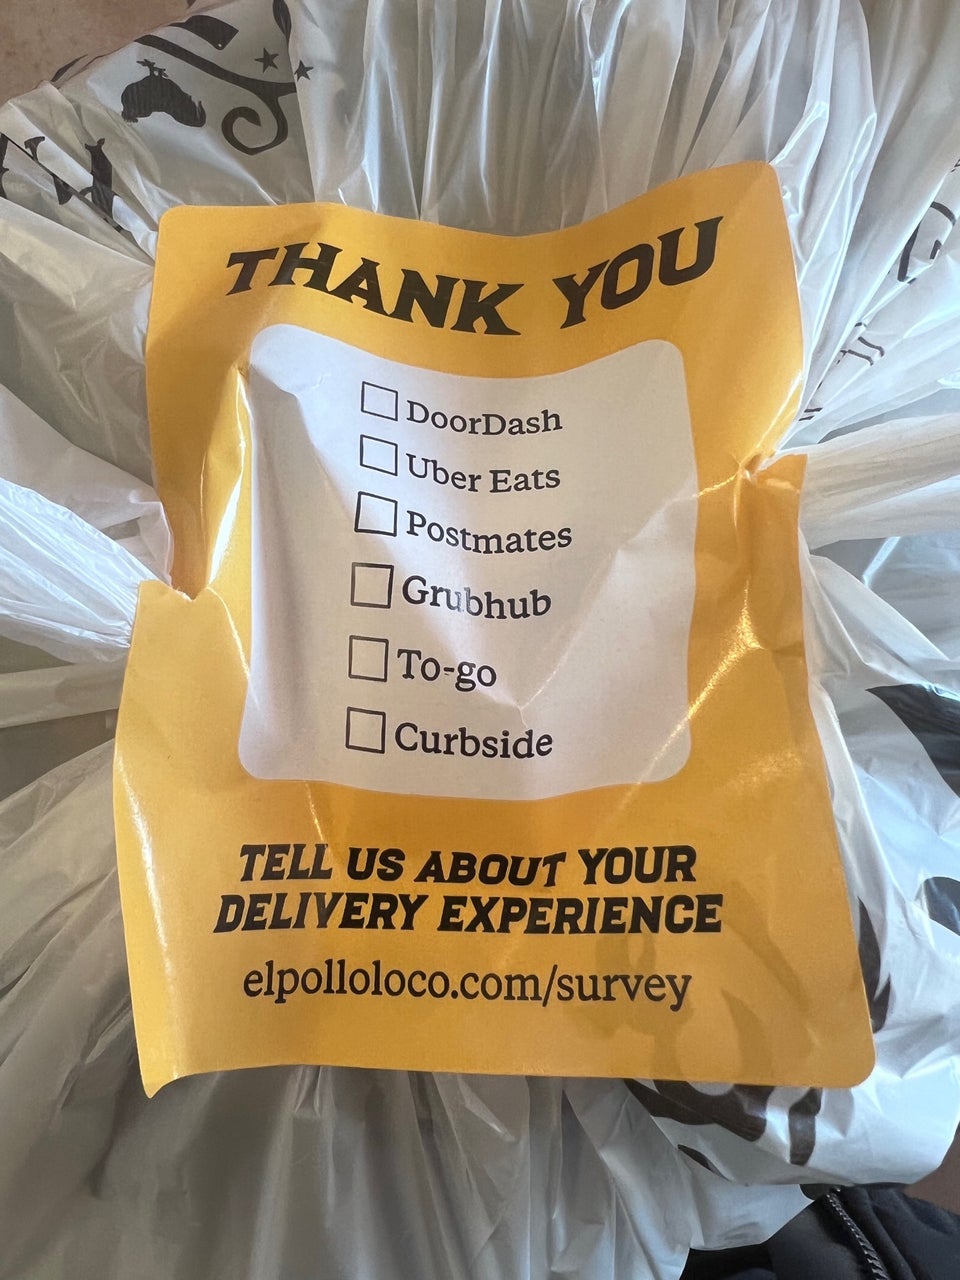 THANK YOU
DoorDash
Uber Eats
Postmates
Grubhub
To-go
Curbside
TELL US ABOUT YOUR
DELIVERY EXPERIENCE
elpolloloco.com/survey